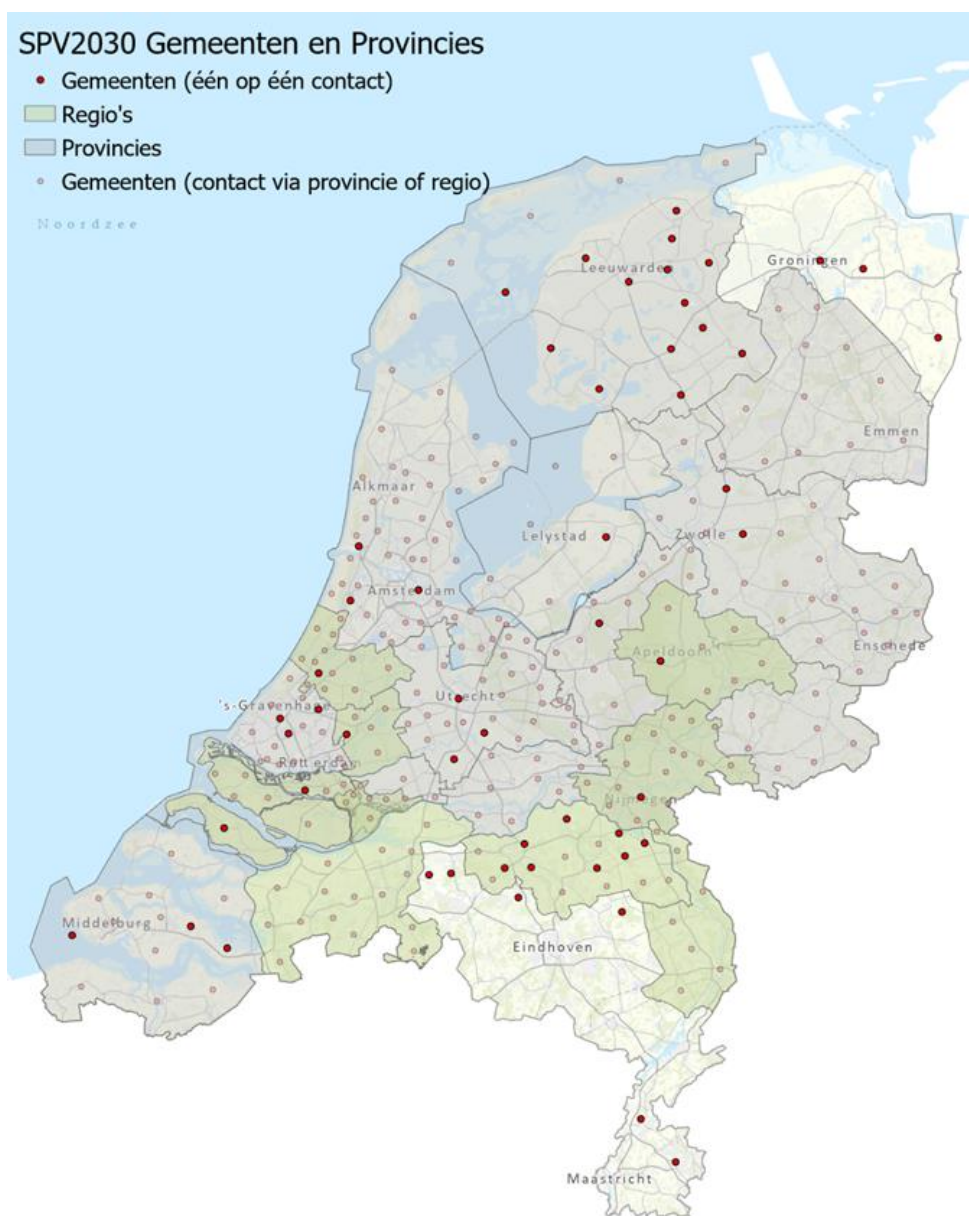 SPV2030 Gemeenten en Provincies
Gemeenten (één op één contact)
Regio's
Provincies
Gemeenten (contact via provincie of regio)
Noordzee
Groningen
Leeuwarden
Emmen
Alkmaar
Lelystad
Zwolle
Amsterdam
Enschede
Apeldoorn
Utrecht
's-Gravenhage
Rotterdam
Nijmegen
Middelburg
Eindhoven
Maastricht